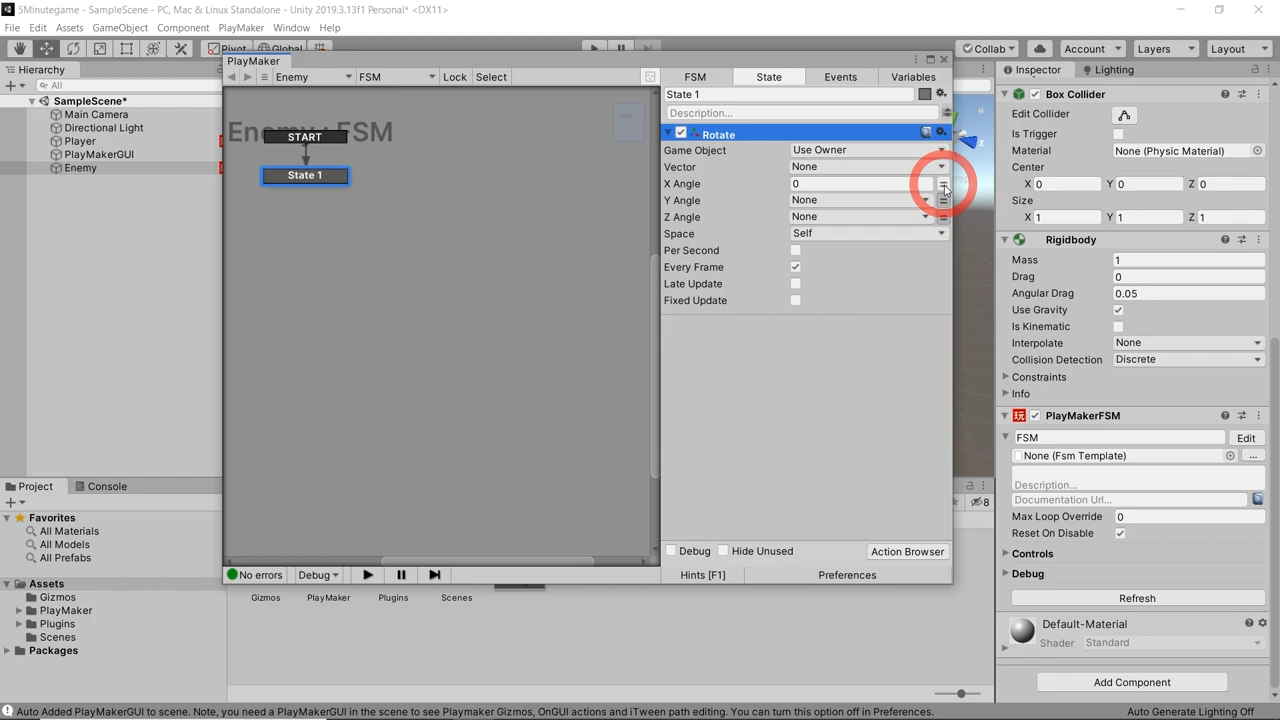 5Minutegame - SampleScene - PC, Mac & Linux Standalone - Unity 2019.3.13f1 Personal* <DX11>
File Edit Assets GameObject Component PlayMaker Window Help
Pivot Global Collab Account Layers Layout
Hierarchy
All
SampleScene*
Main Camera
Directional Light
Player
PlayMakerGUI
Enemy
PlayMaker
Enemy FSM Lock Select
FSM State Events Variables
Enemy : FSM
START
State 1
State 1
Description...
Rotate
Game Object Use Owner
Vector None
X Angle 0
Y Angle None
Z Angle None
Space Self
Per Second
Every Frame
Late Update
Fixed Update
Debug Hide Unused Action Browser
No errors Debug Hints [F1] Preferences
Inspector Lighting
Box Collider
Edit Collider
Is Trigger
Material None (Physic Material)
Center
X 0 Y 0 Z 0
Size
X 1 Y 1 Z 1
Rigidbody
Mass 1
Drag 0
Angular Drag 0.05
Use Gravity
Is Kinematic
Interpolate None
Collision Detection Discrete
Constraints
Info
PlayMakerFSM
FSM Edit
None (Fsm Template) ...
Description...
Documentation Url...
Max Loop Override 0
Reset On Disable
Controls
Debug
Refresh
Default-Material
Shader Standard
Add Component
Project Console
8
Favorites
All Materials
All Models
All Prefabs
Assets
Gizmos
PlayMaker
Plugins
Scenes
Packages
Gizmos PlayMaker Plugins Scenes
Auto Added PlayMakerGUI to scene. Note, you need a PlayMakerGUI in the scene to see Playmaker Gizmos, OnGUI actions and iTween path editing. You can turn this option off in Preferences. Auto Generate Lighting Off